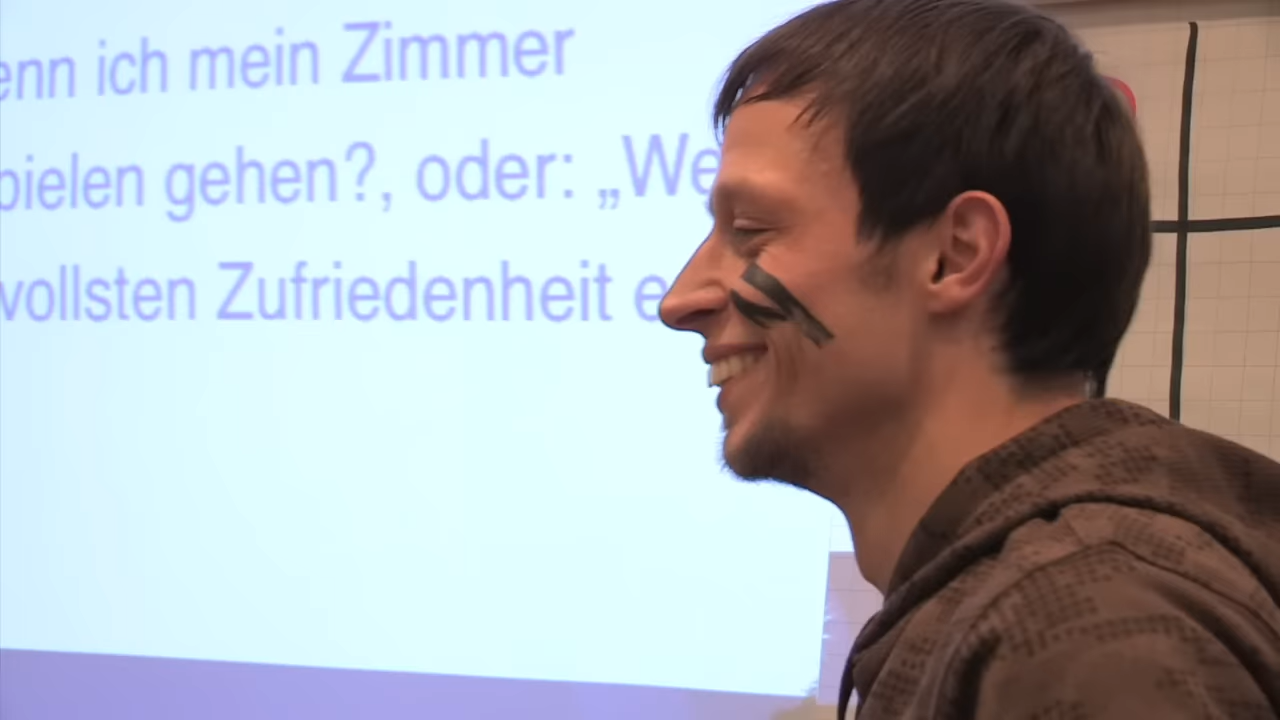 enn ich mein Zimmer
pielen gehen?, oder: „We
vollsten Zufriedenheit e